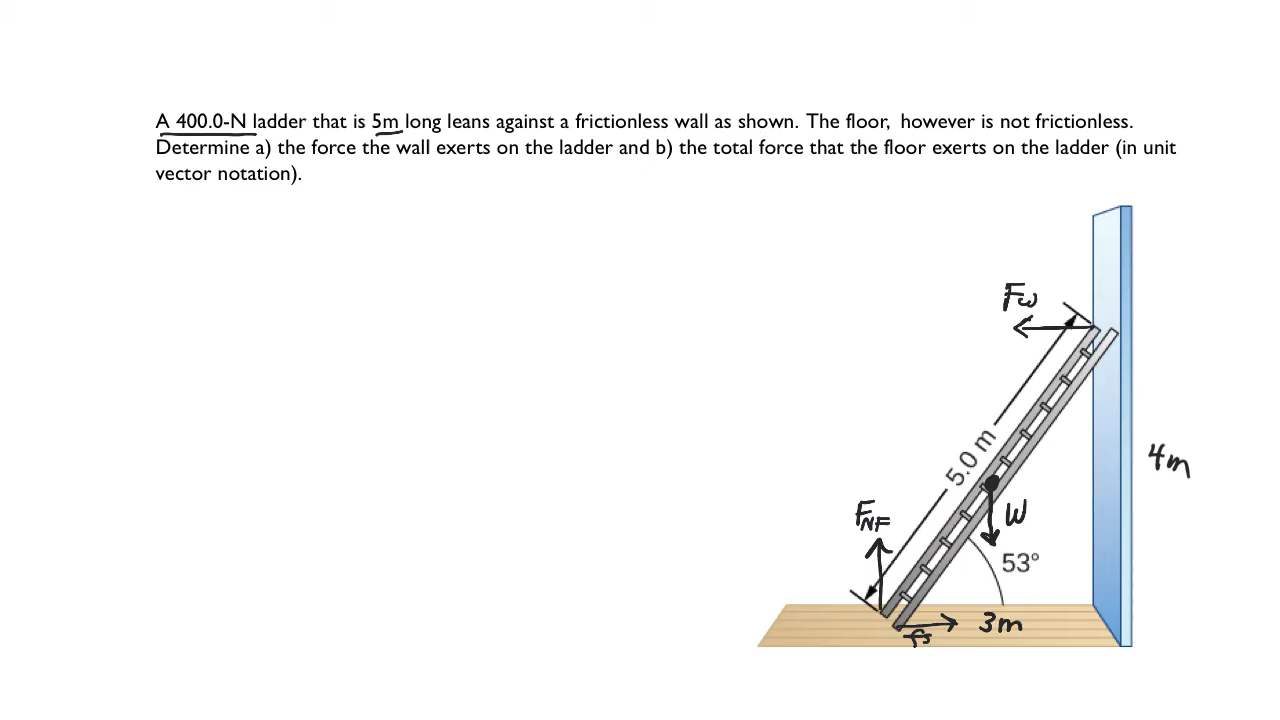 A 400.0-N ladder that is 5m long leans against a frictionless wall as shown. The floor, however is not frictionless.
Determine a) the force the wall exerts on the ladder and b) the total force that the floor exerts on the ladder (in unit
vector notation).
Fw
5.0 m
4m
FNF
W
53°
3m
fs